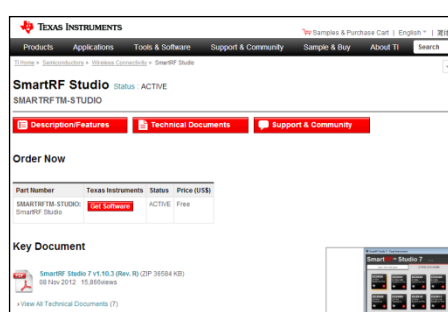 TEXAS INSTRUMENTS
Samples & Purchase Cart | English
Products Applications Tools & Software Support & Community Sample & Buy About TI Search
TI Home > Semiconductors > Wireless Connectivity > SmartRF Studio
SmartRF Studio Status : ACTIVE
SMARTRFTM-STUDIO
Description/Features Technical Documents Support & Community
Order Now
Part Number Texas Instruments Status Price (US$)
SMARTRFTM-STUDIO: Get Software ACTIVE Free
SmartRF Studio
Key Document
SmartRF Studio 7 v1.10.3 (Rev. R) (ZIP 36584 KB)
08 Nov 2012 15,866views
View All Technical Documents (7)
SmartRF Studio 7